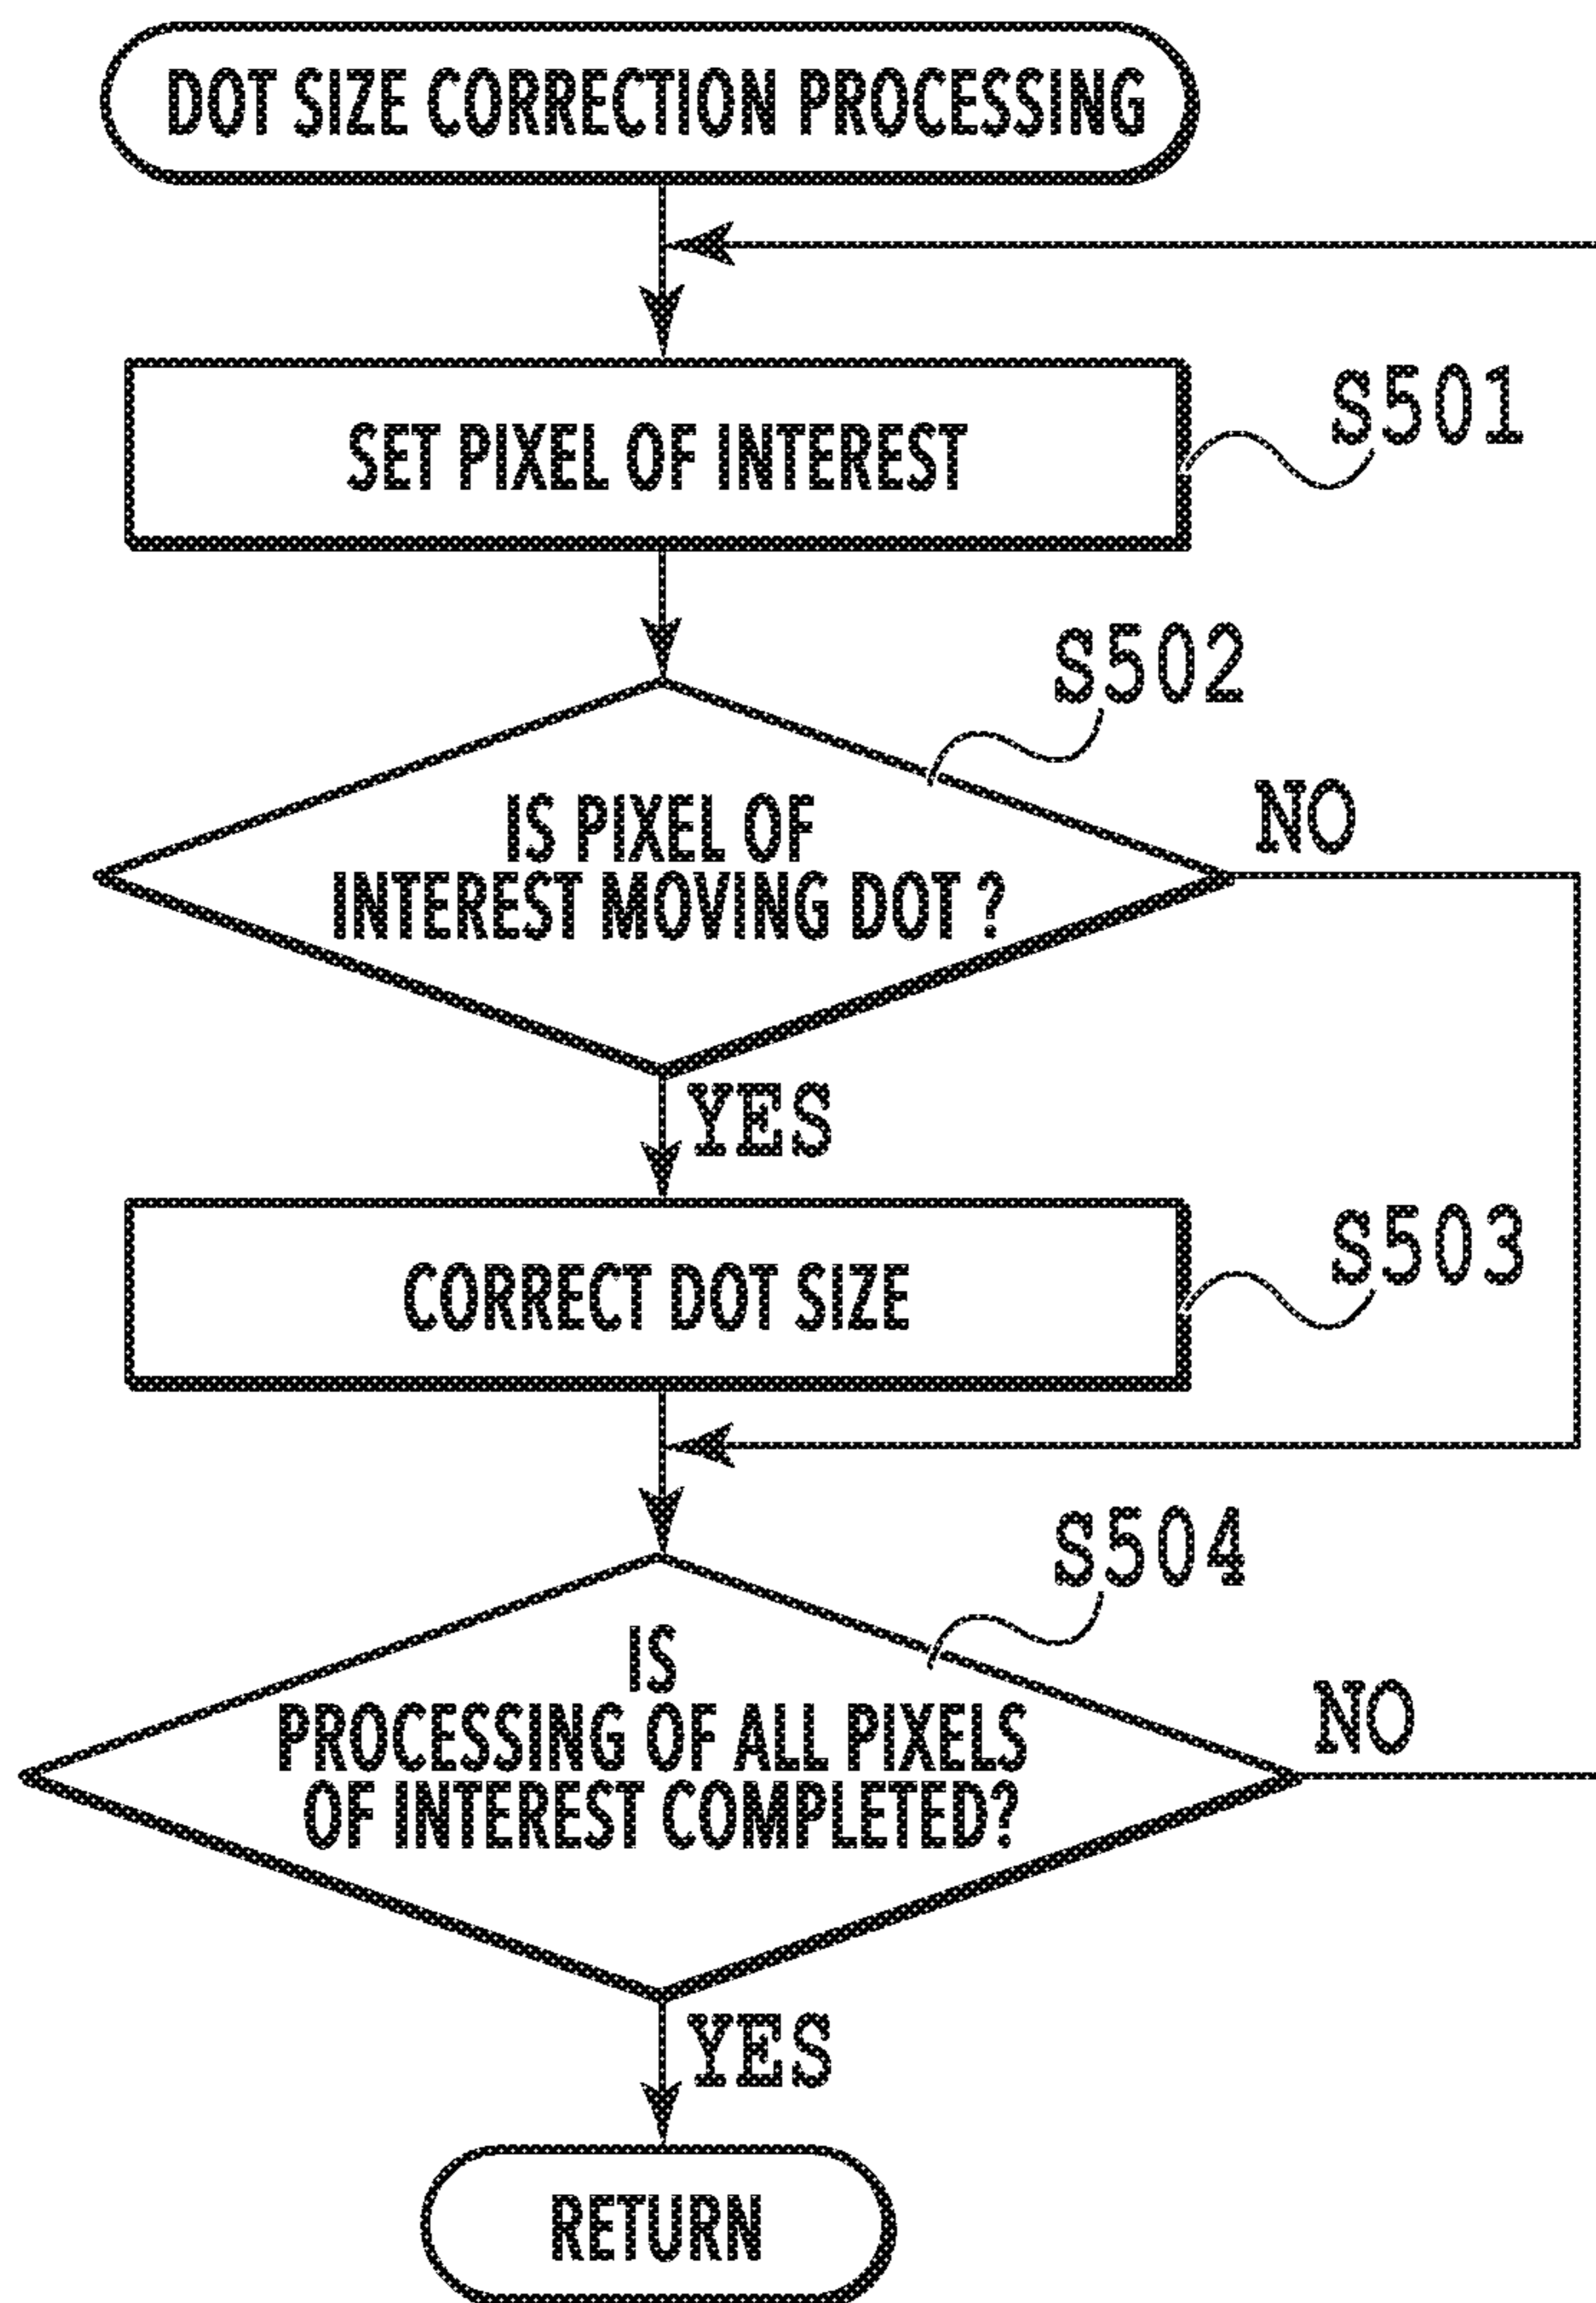 DOT SIZE CORRECTION PROCESSING
SET PIXEL OF INTEREST
S501
S502
IS PIXEL OF
INTEREST MOVING DOT ?
NO
YES
CORRECT DOT SIZE
S503
S504
IS
PROCESSING OF ALL PIXELS
OF INTEREST COMPLETED?
NO
YES
RETURN